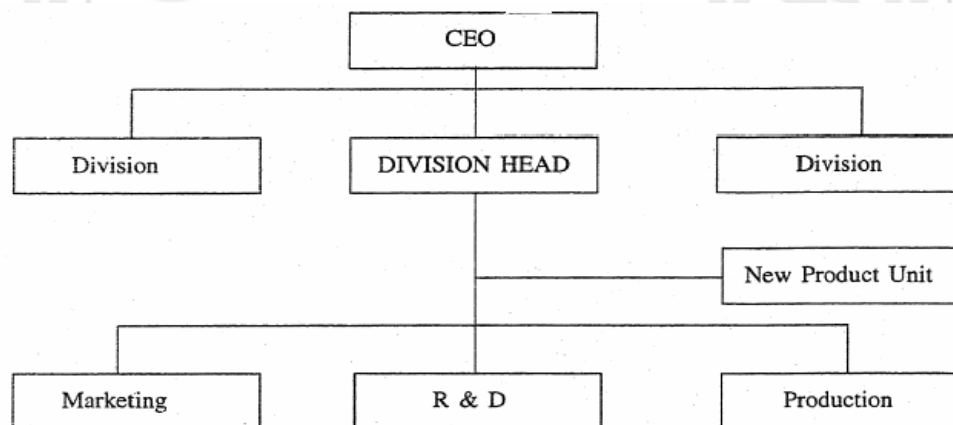 CEO
Division
DIVISION HEAD
Division
New Product Unit
Marketing
R & D
Production